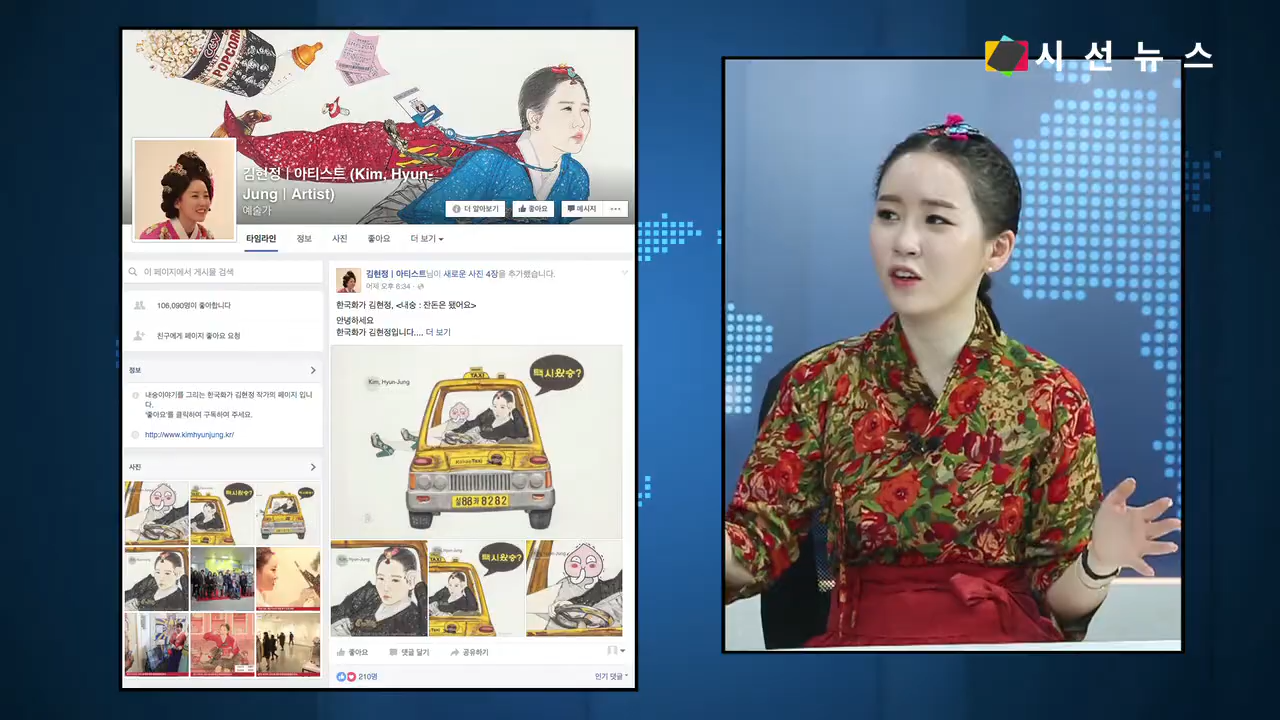 시선뉴스
POPCORN
김현정 | 아티스트 (Kim, Hyun-
Jung | Artist)
예술가
더 알아보기
좋아요
메시지
···
타임라인
정보
사진
좋아요
더 보기
이 페이지에서 게시물 검색
106,090명이 좋아합니다
친구에게 페이지 좋아요 요청
정보
내숭이야기를 그리는 한국화가 김현정 작가의 페이지 입니
다.
'좋아요'를 클릭하여 구독하여 주세요.
http://www.kimhyunjung.kr/
사진
택시왔숑?
택시왔숑?
김현정 | 아티스트님이 새로운 사진 4장을 추가했습니다.
어제 오후 6:34 ·
한국화가 김현정, <내숭 : 잔돈은 됐어요>
안녕하세요
한국화가 김현정입니다.... 더 보기
Kim, Hyun-Jung
택시왔숑?
TAXI
8282
Kim, Hyun-Jung
Kim, Hyun-Jung
택시왔숑?
좋아요
댓글 달기
공유하기
210명
인기 댓글